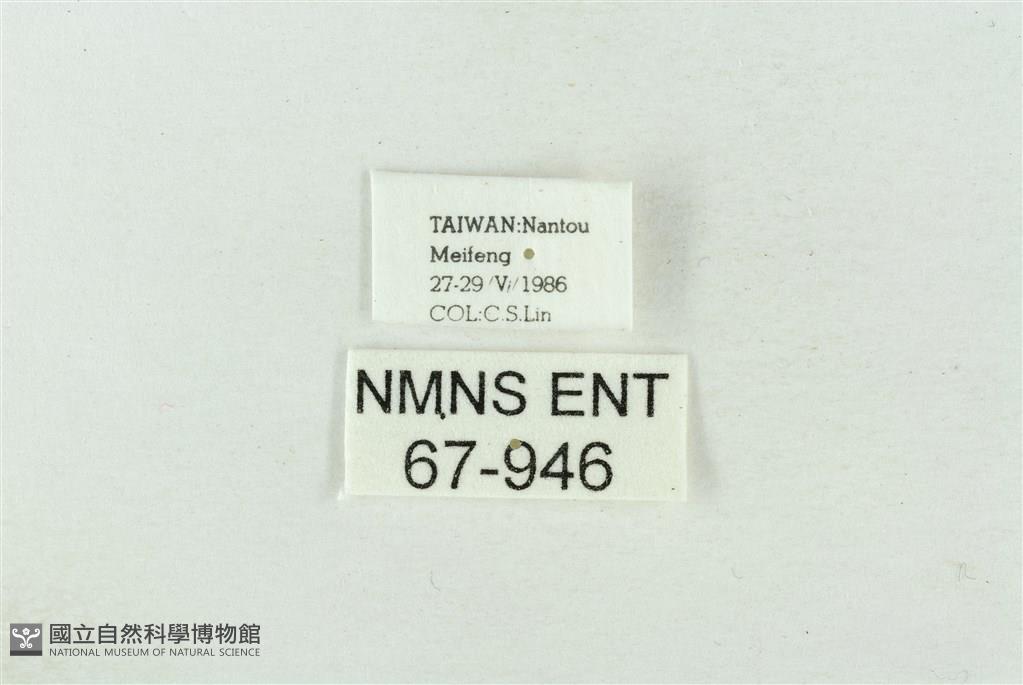 TAIWAN:Nantou
Meifeng
27-29/Vi/1986
COL:C.S.Lin
NMNS ENT
67-946
國立自然科學博物館
NATIONAL MUSEUM OF NATURAL SCIENCE